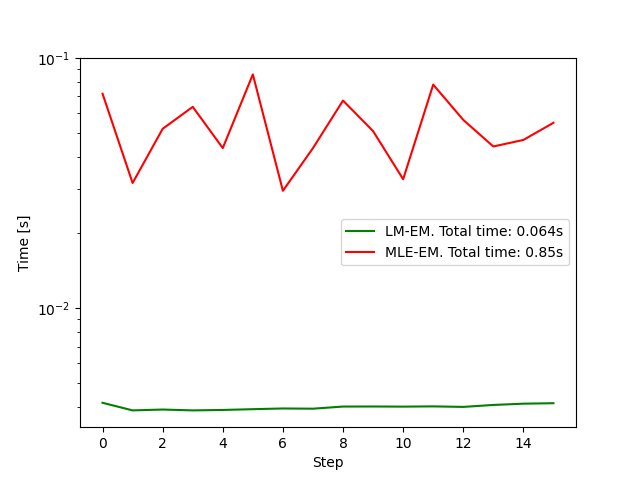 10⁻¹
10⁻²
Time [s]
LM-EM. Total time: 0.064s
MLE-EM. Total time: 0.85s
0 2 4 6 8 10 12 14
Step